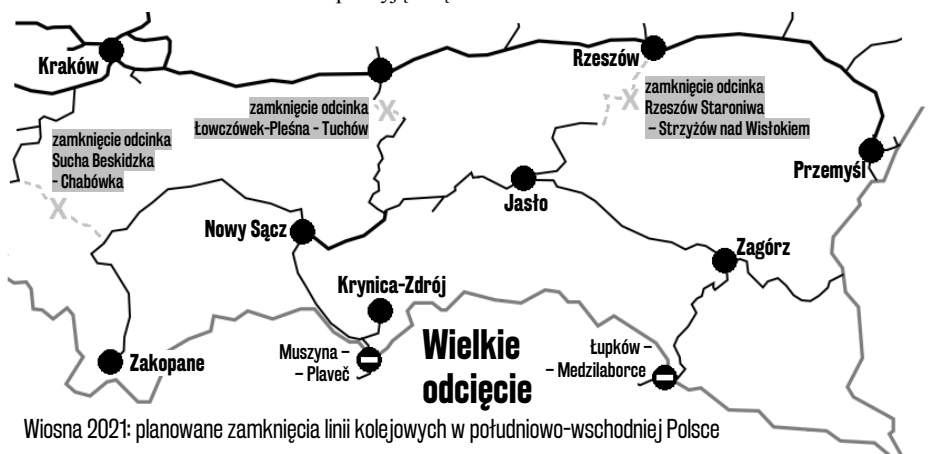 Kraków
Rzeszów
zamknięcie odcinka
Łowczówek-Pleśna - Tuchów
zamknięcie odcinka
Rzeszów Staroniwa
– Strzyżów nad Wisłokiem
zamknięcie odcinka
Sucha Beskidzka
- Chabówka
X
X
X
Przemyśl
Jasło
Nowy Sącz
Zagórz
Krynica-Zdrój
Muszyna –
– Plaveč
Wielkie
odcięcie
Łupków –
– Medzilaborce
Zakopane
Wiosna 2021: planowane zamknięcia linii kolejowych w południowo-wschodniej Polsce